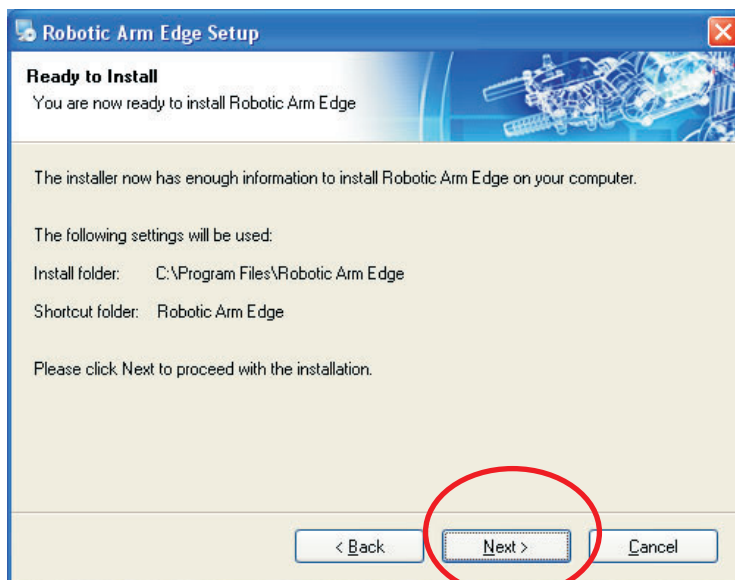 Robotic Arm Edge Setup
Ready to Install
You are now ready to install Robotic Arm Edge
The installer now has enough information to install Robotic Arm Edge on your computer.
The following settings will be used:
Install folder: C:\Program Files\Robotic Arm Edge
Shortcut folder: Robotic Arm Edge
Please click Next to proceed with the installation.
< Back Next > Cancel